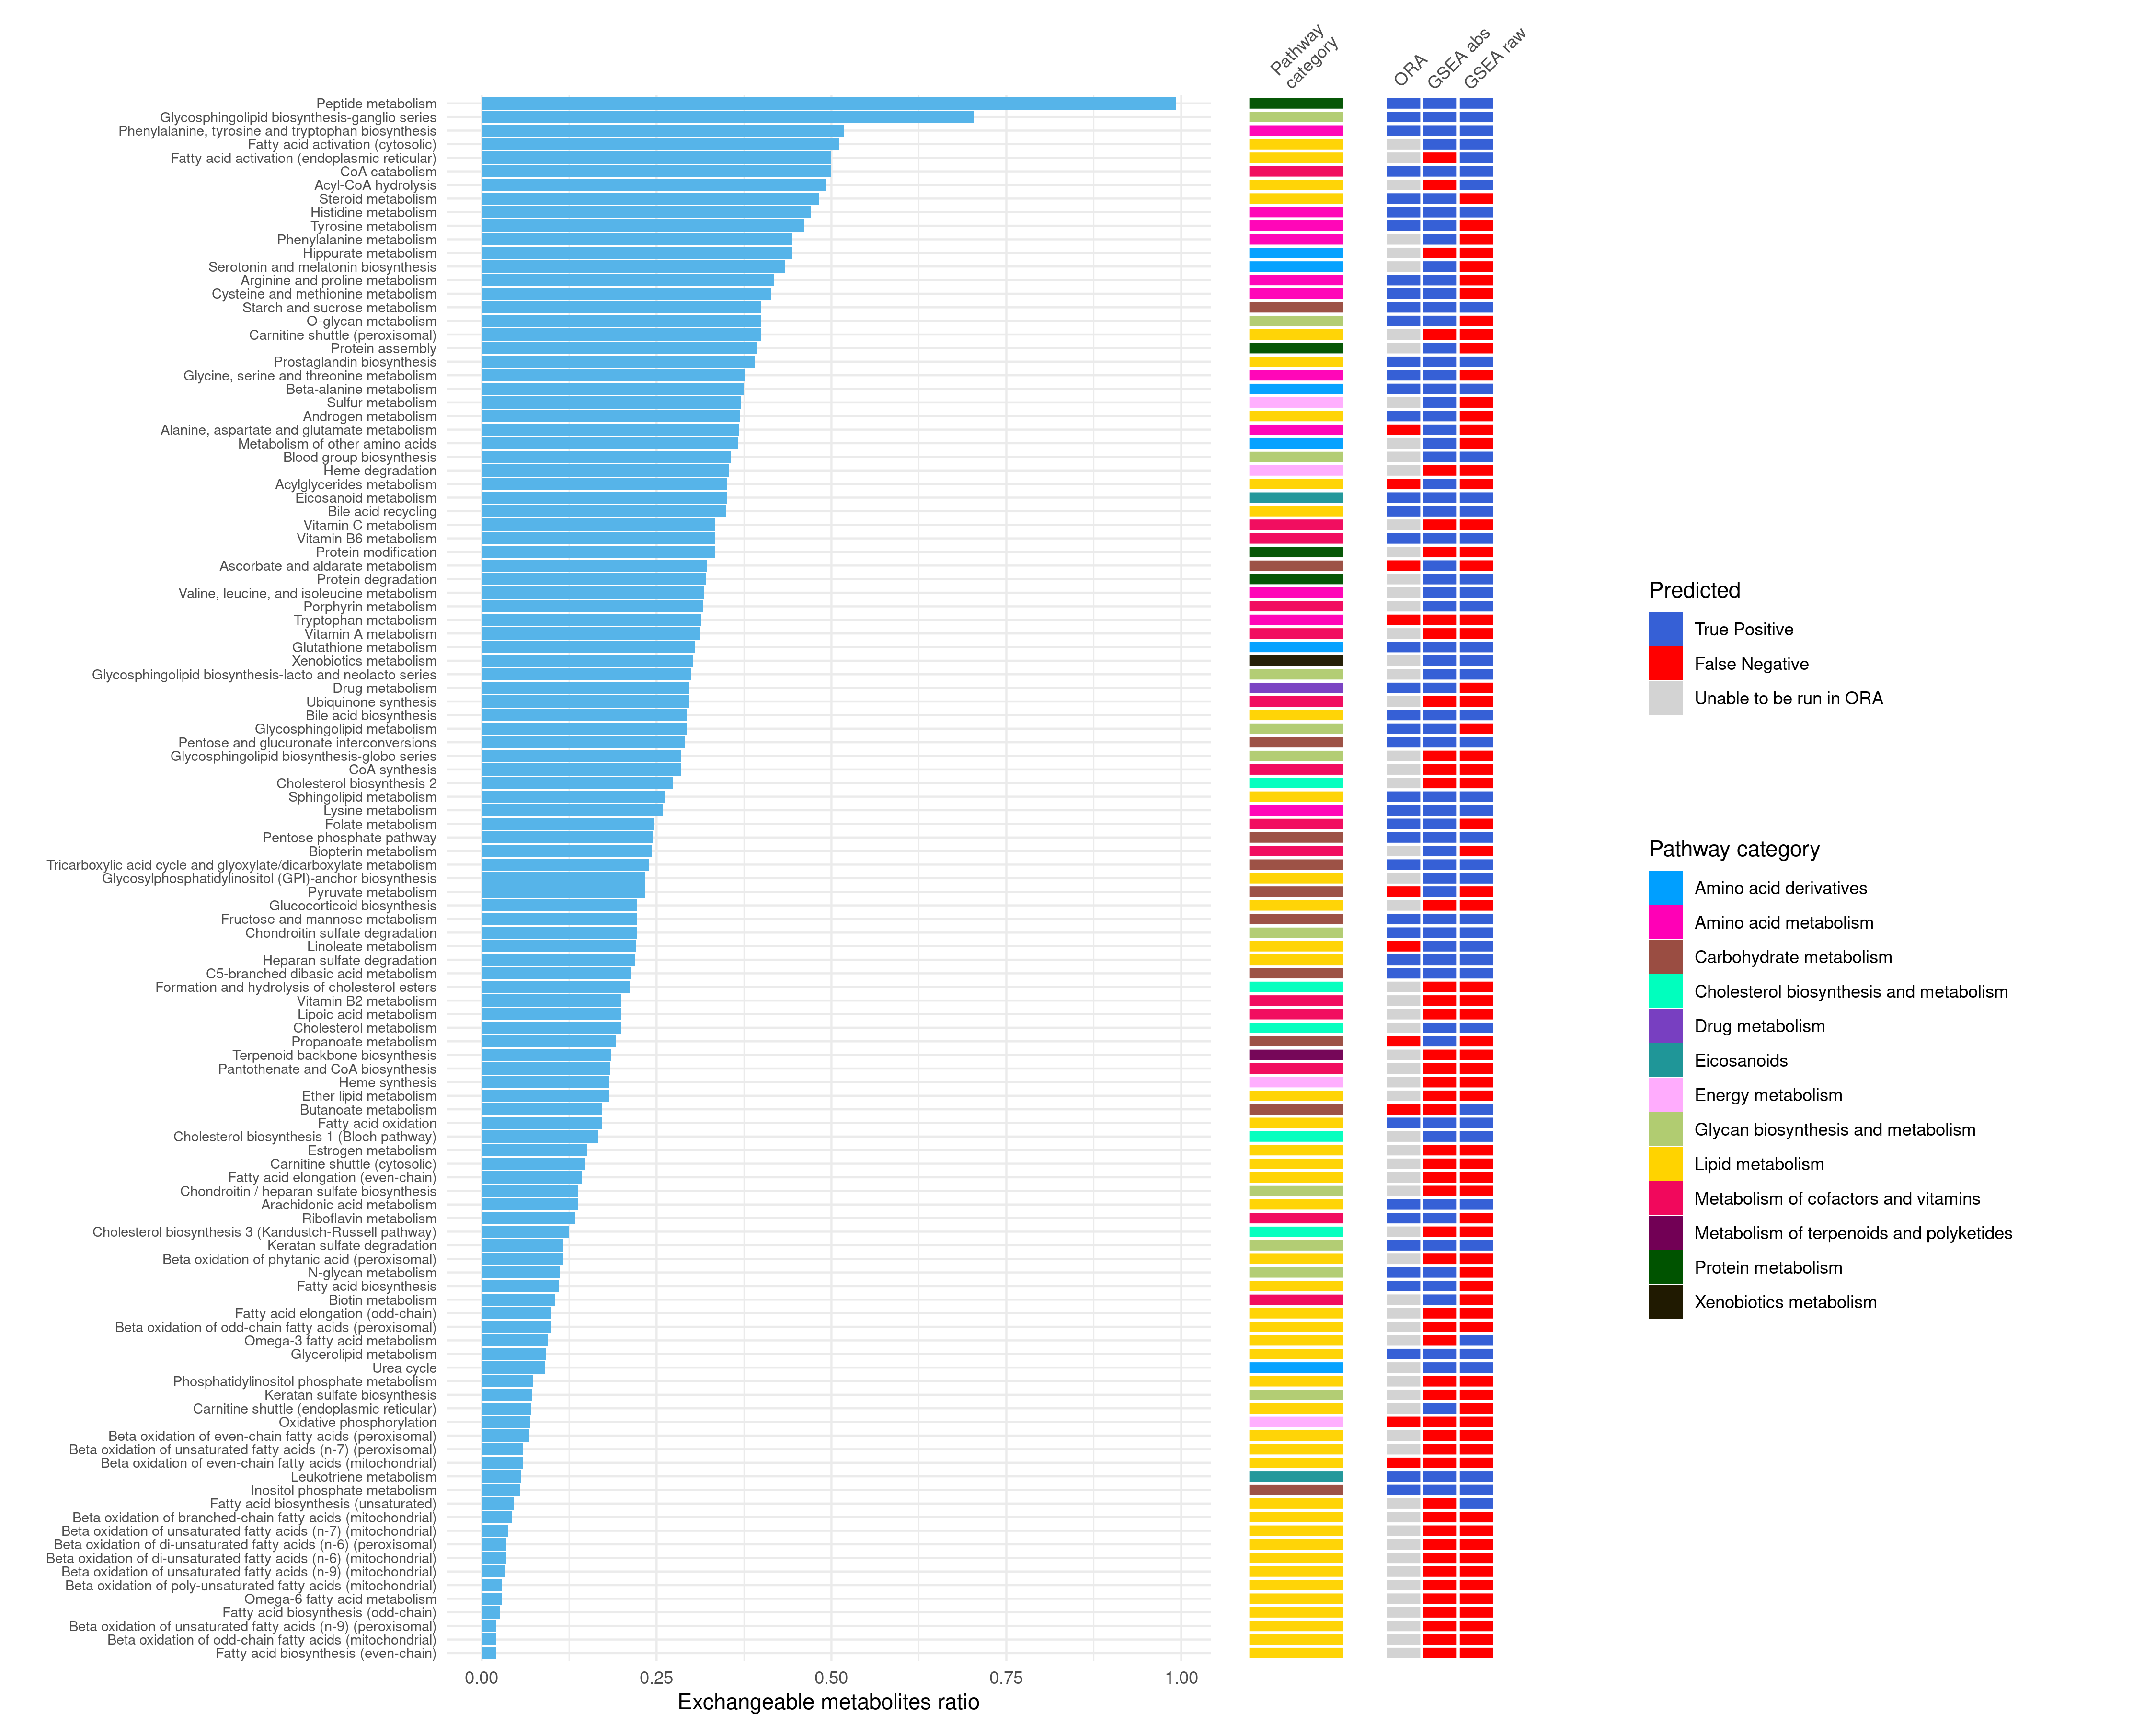 Pathway
category
ORA
GSEA abs
GSEA raw
Peptide metabolism
Glycosphingolipid biosynthesis-ganglio series
Phenylalanine, tyrosine and tryptophan biosynthesis
Fatty acid activation (cytosolic)
Fatty acid activation (endoplasmic reticular)
CoA catabolism
Acyl-CoA hydrolysis
Steroid metabolism
Histidine metabolism
Tyrosine metabolism
Phenylalanine metabolism
Hippurate metabolism
Serotonin and melatonin biosynthesis
Arginine and proline metabolism
Cysteine and methionine metabolism
Starch and sucrose metabolism
O-glycan metabolism
Carnitine shuttle (peroxisomal)
Protein assembly
Prostaglandin biosynthesis
Glycine, serine and threonine metabolism
Beta-alanine metabolism
Sulfur metabolism
Androgen metabolism
Alanine, aspartate and glutamate metabolism
Metabolism of other amino acids
Blood group biosynthesis
Heme degradation
Acylglycerides metabolism
Eicosanoid metabolism
Bile acid recycling
Vitamin C metabolism
Vitamin B6 metabolism
Protein modification
Ascorbate and aldarate metabolism
Protein degradation
Valine, leucine, and isoleucine metabolism
Porphyrin metabolism
Tryptophan metabolism
Vitamin A metabolism
Glutathione metabolism
Xenobiotics metabolism
Glycosphingolipid biosynthesis-lacto and neolacto series
Drug metabolism
Ubiquinone synthesis
Bile acid biosynthesis
Glycosphingolipid metabolism
Pentose and glucuronate interconversions
Glycosphingolipid biosynthesis-globo series
CoA synthesis
Cholesterol biosynthesis 2
Sphingolipid metabolism
Lysine metabolism
Folate metabolism
Pentose phosphate pathway
Biopterin metabolism
Tricarboxylic acid cycle and glyoxylate/dicarboxylate metabolism
Glycosylphosphatidylinositol (GPI)-anchor biosynthesis
Pyruvate metabolism
Glucocorticoid biosynthesis
Fructose and mannose metabolism
Chondroitin sulfate degradation
Linoleate metabolism
Heparan sulfate degradation
C5-branched dibasic acid metabolism
Formation and hydrolysis of cholesterol esters
Vitamin B2 metabolism
Lipoic acid metabolism
Cholesterol metabolism
Propanoate metabolism
Terpenoid backbone biosynthesis
Pantothenate and CoA biosynthesis
Heme synthesis
Ether lipid metabolism
Butanoate metabolism
Fatty acid oxidation
Cholesterol biosynthesis 1 (Bloch pathway)
Estrogen metabolism
Carnitine shuttle (cytosolic)
Fatty acid elongation (even-chain)
Chondroitin / heparan sulfate biosynthesis
Arachidonic acid metabolism
Riboflavin metabolism
Cholesterol biosynthesis 3 (Kandustch-Russell pathway)
Keratan sulfate degradation
Beta oxidation of phytanic acid (peroxisomal)
N-glycan metabolism
Fatty acid biosynthesis
Biotin metabolism
Fatty acid elongation (odd-chain)
Beta oxidation of odd-chain fatty acids (peroxisomal)
Omega-3 fatty acid metabolism
Glycerolipid metabolism
Urea cycle
Phosphatidylinositol phosphate metabolism
Keratan sulfate biosynthesis
Carnitine shuttle (endoplasmic reticular)
Oxidative phosphorylation
Beta oxidation of even-chain fatty acids (peroxisomal)
Beta oxidation of unsaturated fatty acids (n-7) (peroxisomal)
Beta oxidation of even-chain fatty acids (mitochondrial)
Leukotriene metabolism
Inositol phosphate metabolism
Fatty acid biosynthesis (unsaturated)
Beta oxidation of branched-chain fatty acids (mitochondrial)
Beta oxidation of unsaturated fatty acids (n-7) (mitochondrial)
Beta oxidation of di-unsaturated fatty acids (n-6) (peroxisomal)
Beta oxidation of di-unsaturated fatty acids (n-6) (mitochondrial)
Beta oxidation of unsaturated fatty acids (n-9) (mitochondrial)
Beta oxidation of poly-unsaturated fatty acids (mitochondrial)
Omega-6 fatty acid metabolism
Fatty acid biosynthesis (odd-chain)
Beta oxidation of unsaturated fatty acids (n-9) (peroxisomal)
Beta oxidation of odd-chain fatty acids (mitochondrial)
Fatty acid biosynthesis (even-chain)
0.00
0.25
0.50
0.75
1.00
Exchangeable metabolites ratio
Predicted
True Positive
False Negative
Unable to be run in ORA
Pathway category
Amino acid derivatives
Amino acid metabolism
Carbohydrate metabolism
Cholesterol biosynthesis and metabolism
Drug metabolism
Eicosanoids
Energy metabolism
Glycan biosynthesis and metabolism
Lipid metabolism
Metabolism of cofactors and vitamins
Metabolism of terpenoids and polyketides
Protein metabolism
Xenobiotics metabolism